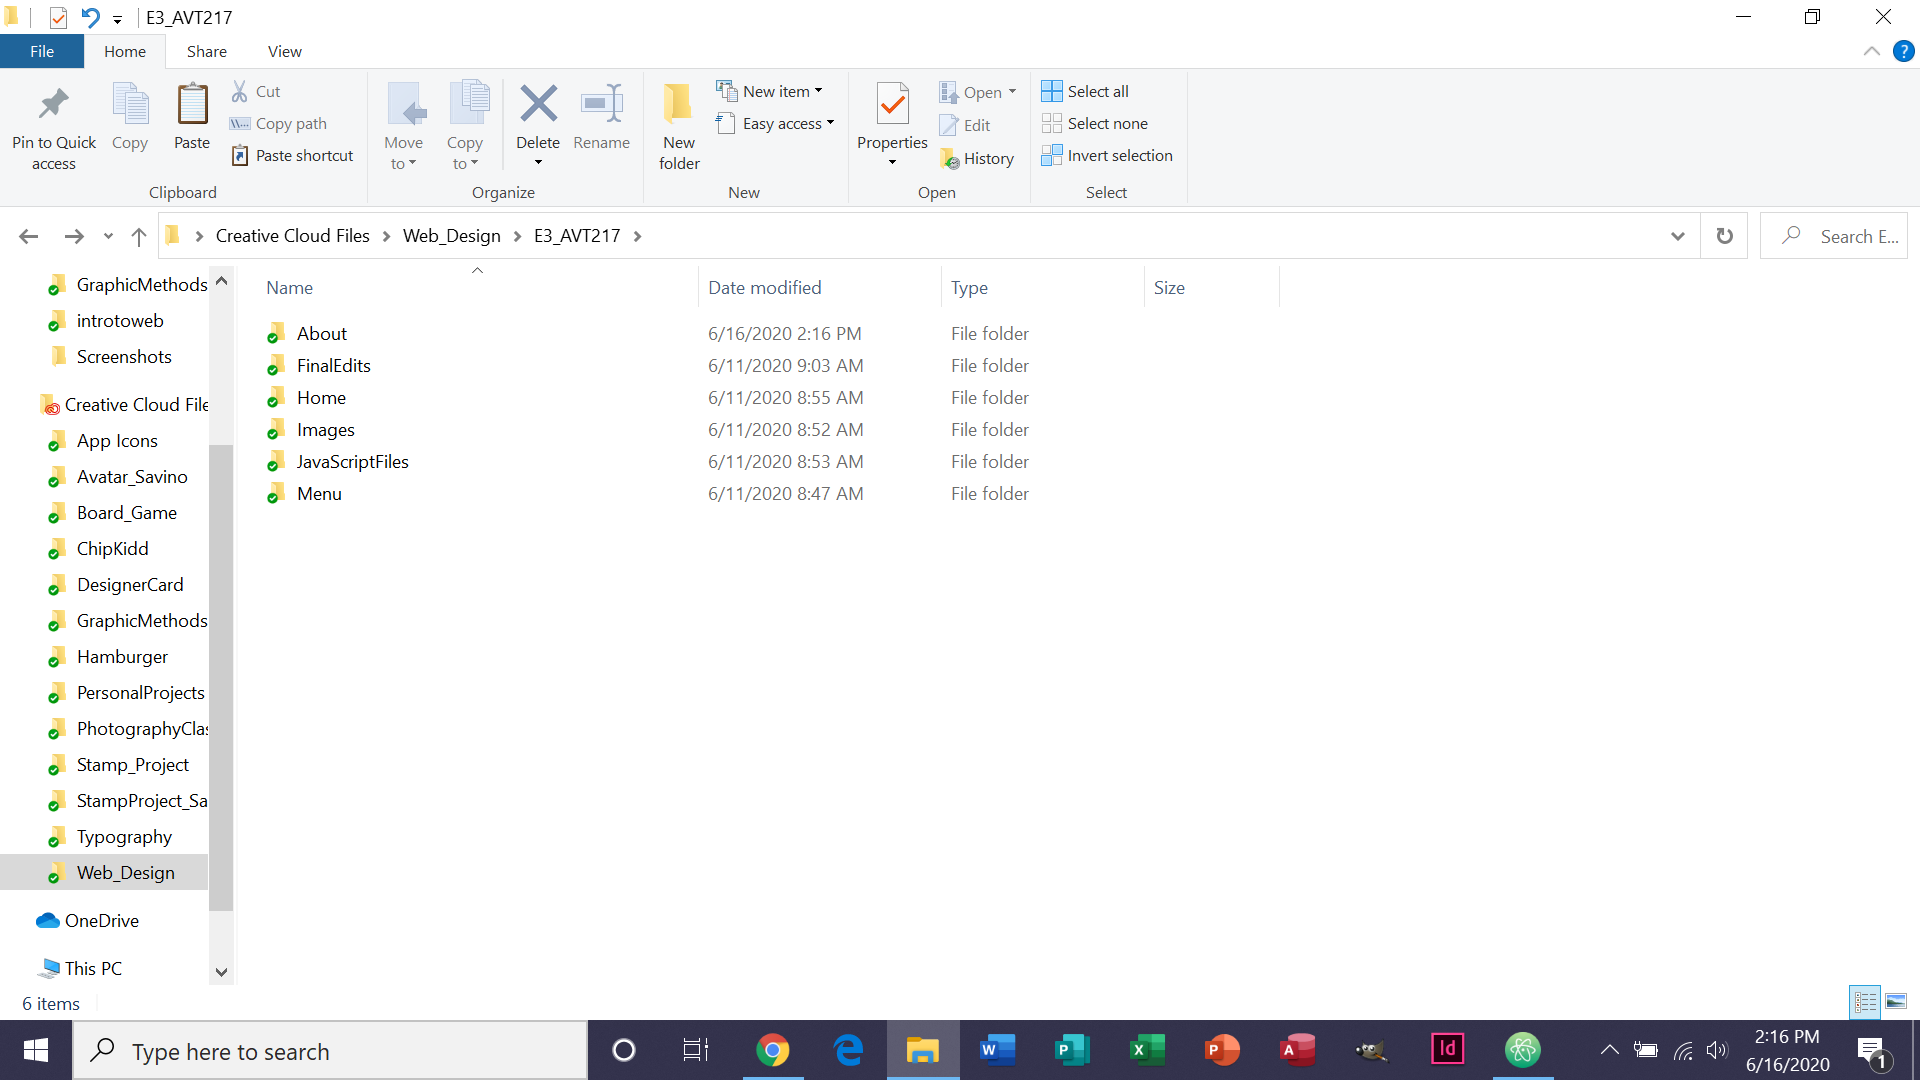 E3_AVT217
File Home Share View
Pin to Quick access
Copy
Paste
Cut
Copy path
Paste shortcut
Clipboard
Move to
Copy to
Delete
Rename
Organize
New folder
New item
Easy access
New
Properties
Open
Edit
History
Open
Select all
Select none
Invert selection
Select
Creative Cloud Files > Web_Design > E3_AVT217 >
Search E...
GraphicMethods
introtoweb
Screenshots
Creative Cloud File
App Icons
Avatar_Savino
Board_Game
ChipKidd
DesignerCard
GraphicMethods
Hamburger
PersonalProjects
PhotographyClas
Stamp_Project
StampProject_Sa
Typography
Web_Design
OneDrive
This PC
Name Date modified Type Size
About 6/16/2020 2:16 PM File folder
FinalEdits 6/11/2020 9:03 AM File folder
Home 6/11/2020 8:55 AM File folder
Images 6/11/2020 8:52 AM File folder
JavaScriptFiles 6/11/2020 8:53 AM File folder
Menu 6/11/2020 8:47 AM File folder
6 items
Type here to search
W
P
X
P
A
Id
2:16 PM
6/16/2020
1